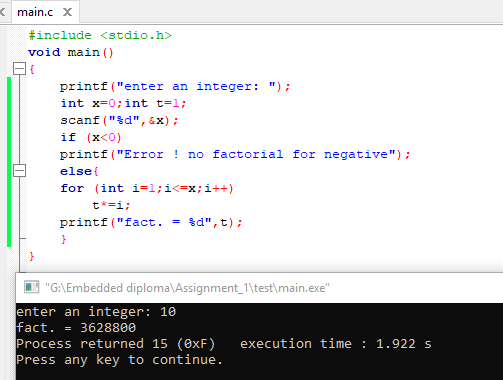 main.c X
#include <stdio.h>
void main()
{
printf("enter an integer: ");
int x=0;int t=1;
scanf("%d",&x);
if (x<0)
printf("Error ! no factorial for negative");
else{
for (int i=1;i<=x;i++)
t*=i;
printf("fact. = %d",t);
}
}
"G:\Embedded diploma\Assignment_1\test\main.exe"
enter an integer: 10
fact. = 3628800
Process returned 15 (0xF)   execution time : 1.922 s
Press any key to continue.